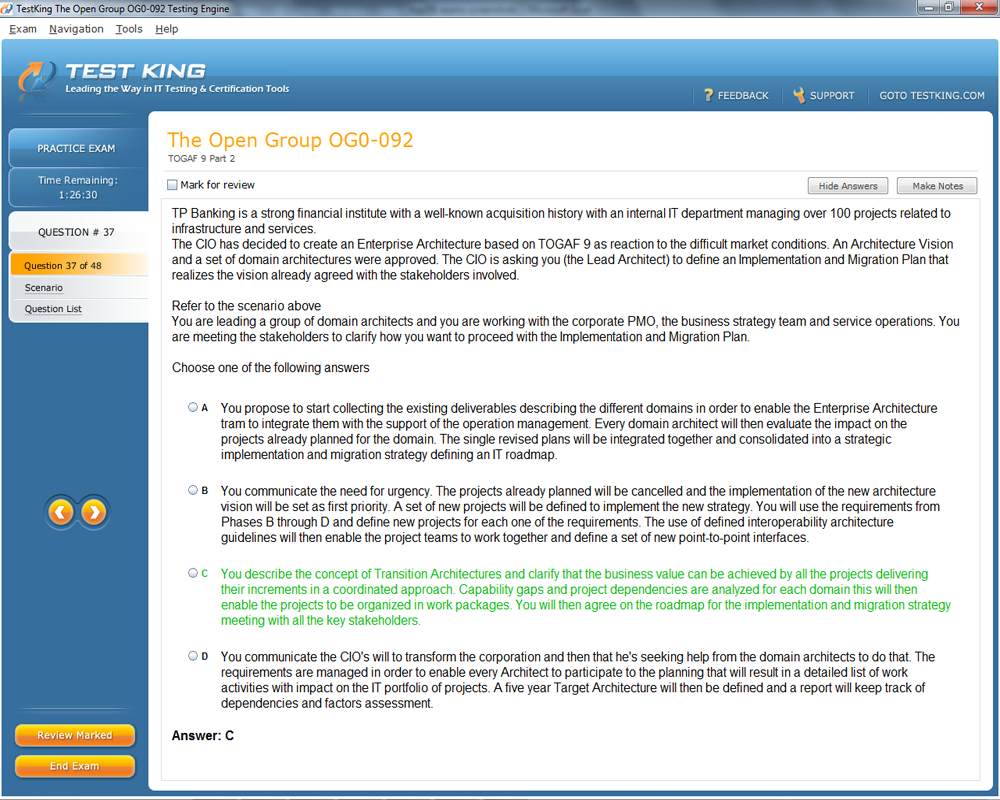 TestKing The Open Group OG0-092 Testing Engine
Exam Navigation Tools Help
TEST KING
Leading the Way in IT Testing & Certification Tools
FEEDBACK
SUPPORT
GOTO TESTKING.COM
PRACTICE EXAM
Time Remaining:
1:26:30
QUESTION # 37
Question 37 of 48
Scenario
Question List
Review Marked
End Exam
The Open Group OG0-092
TOGAF 9 Part 2
Mark for review
Hide Answers
Make Notes
TP Banking is a strong financial institute with a well-known acquisition history with an internal IT department managing over 100 projects related to
infrastructure and services.
The CIO has decided to create an Enterprise Architecture based on TOGAF 9 as reaction to the difficult market conditions. An Architecture Vision
and a set of domain architectures were approved. The CIO is asking you (the Lead Architect) to define an Implementation and Migration Plan that
realizes the vision already agreed with the stakeholders involved.
Refer to the scenario above
You are leading a group of domain architects and you are working with the corporate PMO, the business strategy team and service operations. You
are meeting the stakeholders to clarify how you want to proceed with the Implementation and Migration Plan.
Choose one of the following answers
A You propose to start collecting the existing deliverables describing the different domains in order to enable the Enterprise Architecture
tram to integrate them with the support of the operation management. Every domain architect will then evaluate the impact on the
projects already planned for the domain. The single revised plans will be integrated together and consolidated into a strategic
implementation and migration strategy defining an IT roadmap.
B You communicate the need for urgency. The projects already planned will be cancelled and the implementation of the new architecture
vision will be set as first priority. A set of new projects will be defined to implement the new strategy. You will use the requirements from
Phases B through D and define new projects for each one of the requirements. The use of defined interoperability architecture
guidelines will then enable the project teams to work together and define a set of new point-to-point interfaces.
C You describe the concept of Transition Architectures and clarify that the business value can be achieved by all the projects delivering
their increments in a coordinated approach. Capability gaps and project dependencies are analyzed for each domain this will then
enable the projects to be organized in work packages. You will then agree on the roadmap for the implementation and migration strategy
meeting with all the key stakeholders.
D You communicate the CIO's will to transform the corporation and then that he's seeking help from the domain architects to do that. The
requirements are managed in order to enable every Architect to participate to the planning that will result in a detailed list of work
activities with impact on the IT portfolio of projects. A five year Target Architecture will then be defined and a report will keep track of
dependencies and factors assessment.
Answer: C